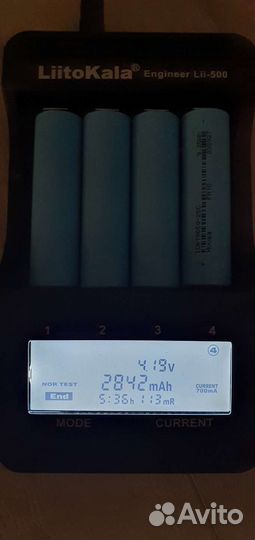 LiitoKala® Engineer Lii-500
1 2 3 4
4
4.19v
NOR TEST 2842mAh
End
CURRENT
700mA
5:36h 113mR
MODE CURRENT
Avito